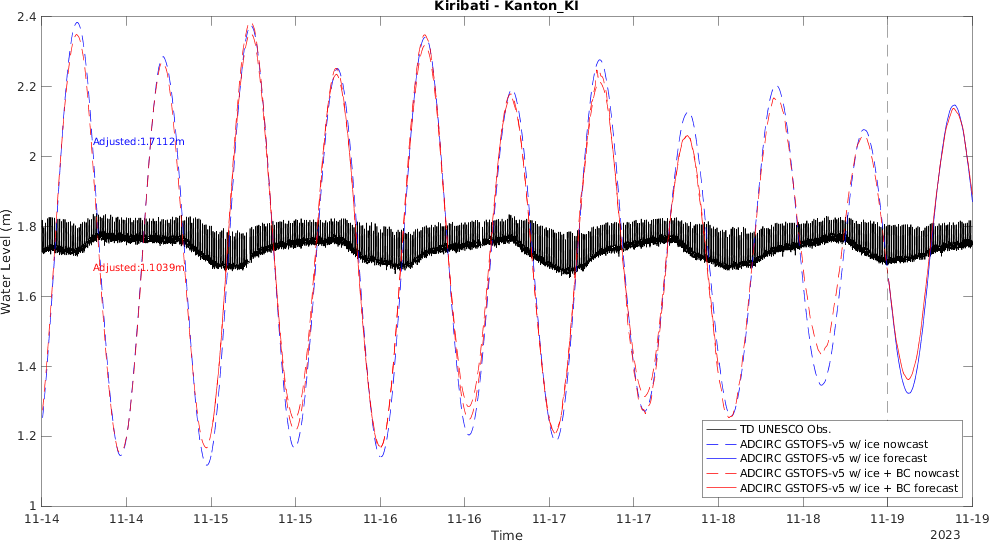 Kiribati - Kanton_KI
2.4
2.2
2
1.8
1.6
1.4
1.2
1
Water Level (m)
Adjusted:1.7112m
Adjusted:1.1039m
TD UNESCO Obs.
ADCIRC GSTOFS-v5 w/ ice nowcast
ADCIRC GSTOFS-v5 w/ ice forecast
ADCIRC GSTOFS-v5 w/ ice + BC nowcast
ADCIRC GSTOFS-v5 w/ ice + BC forecast
11-14 11-14 11-15 11-15 11-16 11-16 11-17 11-17 11-18 11-18 11-19 11-19
Time
2023